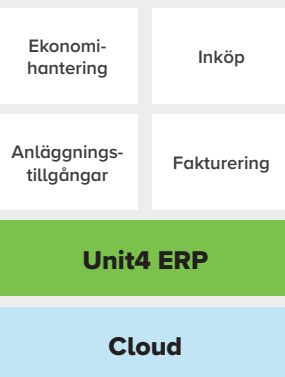 Ekonomi-
hantering
Inköp
Anläggnings-
tillgångar
Fakturering
Unit4 ERP
Cloud